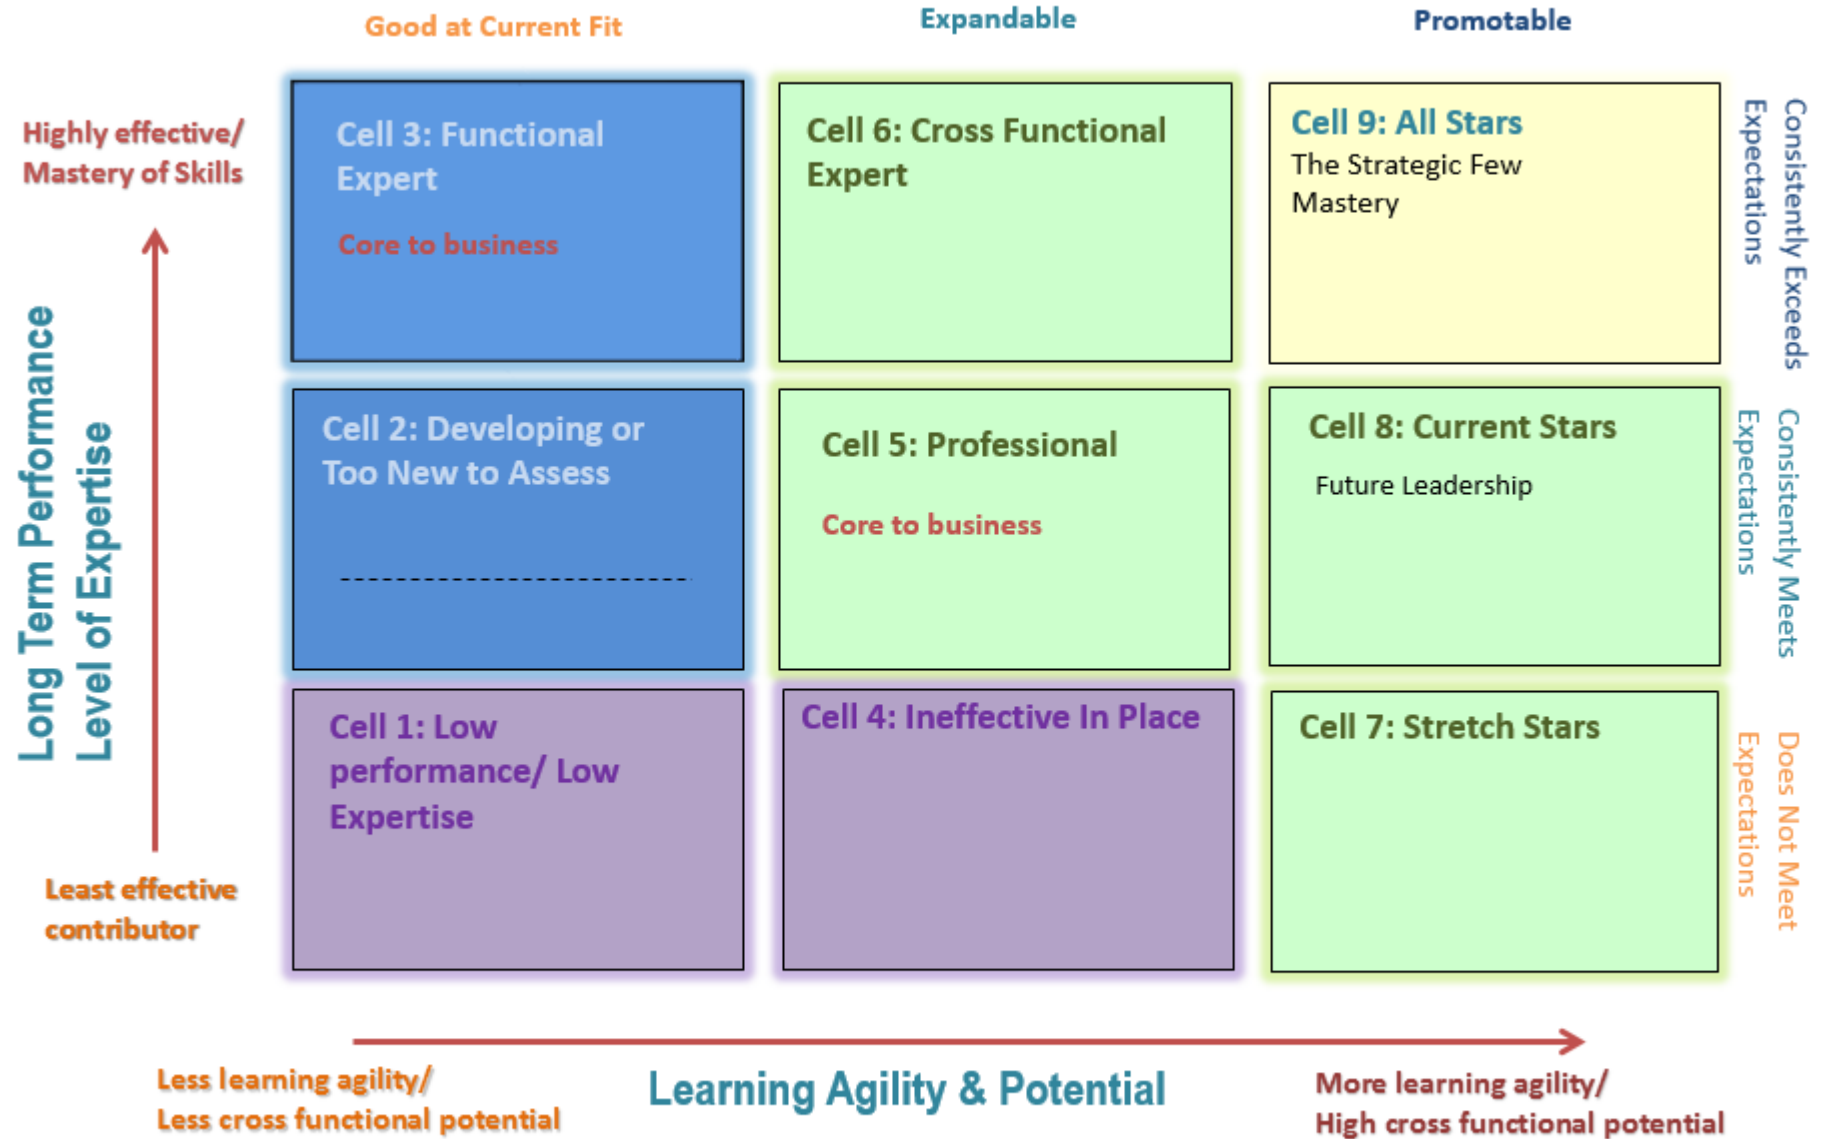 Good at Current Fit
Expandable
Promotable
Highly effective/
Mastery of Skills
Cell 3: Functional
Expert
Core to business
Cell 6: Cross Functional
Expert
Cell 9: All Stars
The Strategic Few
Mastery
Consistently Exceeds
Expectations
Long Term Performance
Level of Expertise
Cell 2: Developing or
Too New to Assess
Cell 5: Professional
Core to business
Cell 8: Current Stars
Future Leadership
Consistently Meets
Expectations
Cell 1: Low
performance/ Low
Expertise
Cell 4: Ineffective In Place
Cell 7: Stretch Stars
Does Not Meet
Expectations
Least effective
contributor
Less learning agility/
Less cross functional potential
Learning Agility & Potential
More learning agility/
High cross functional potential